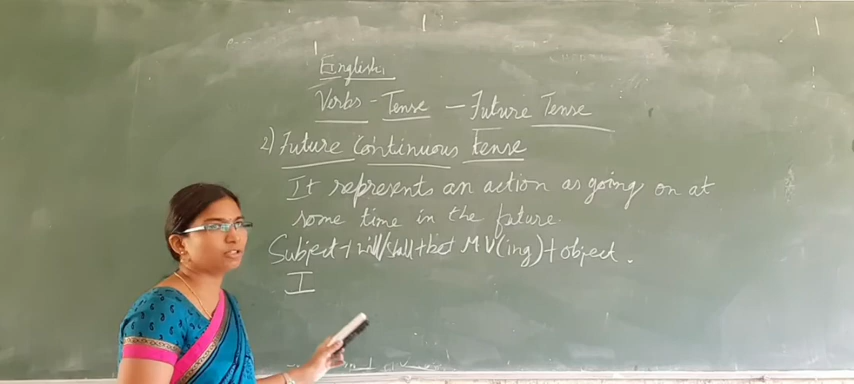 English,
Verbs - Tense - Future Tense
2) Future Continuous Tense
It represents an action as going on at
some time in the future.
Subject + will/shall + be + MV(ing) + object.
I